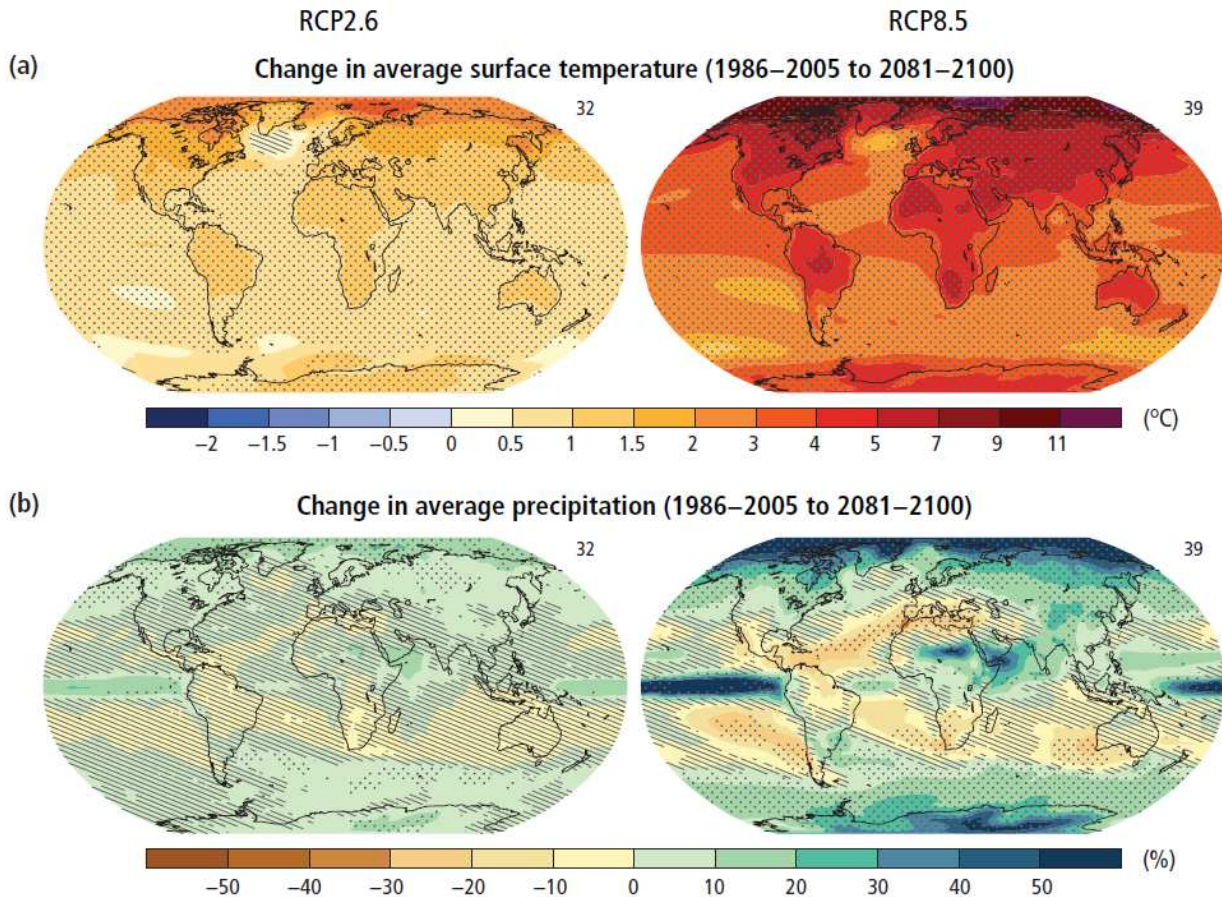 RCP2.6 RCP8.5
(a) Change in average surface temperature (1986–2005 to 2081–2100)
32 39
−2 −1.5 −1 −0.5 0 0.5 1 1.5 2 3 4 5 7 9 11 (°C)
(b) Change in average precipitation (1986–2005 to 2081–2100)
32 39
−50 −40 −30 −20 −10 0 10 20 30 40 50 (%)